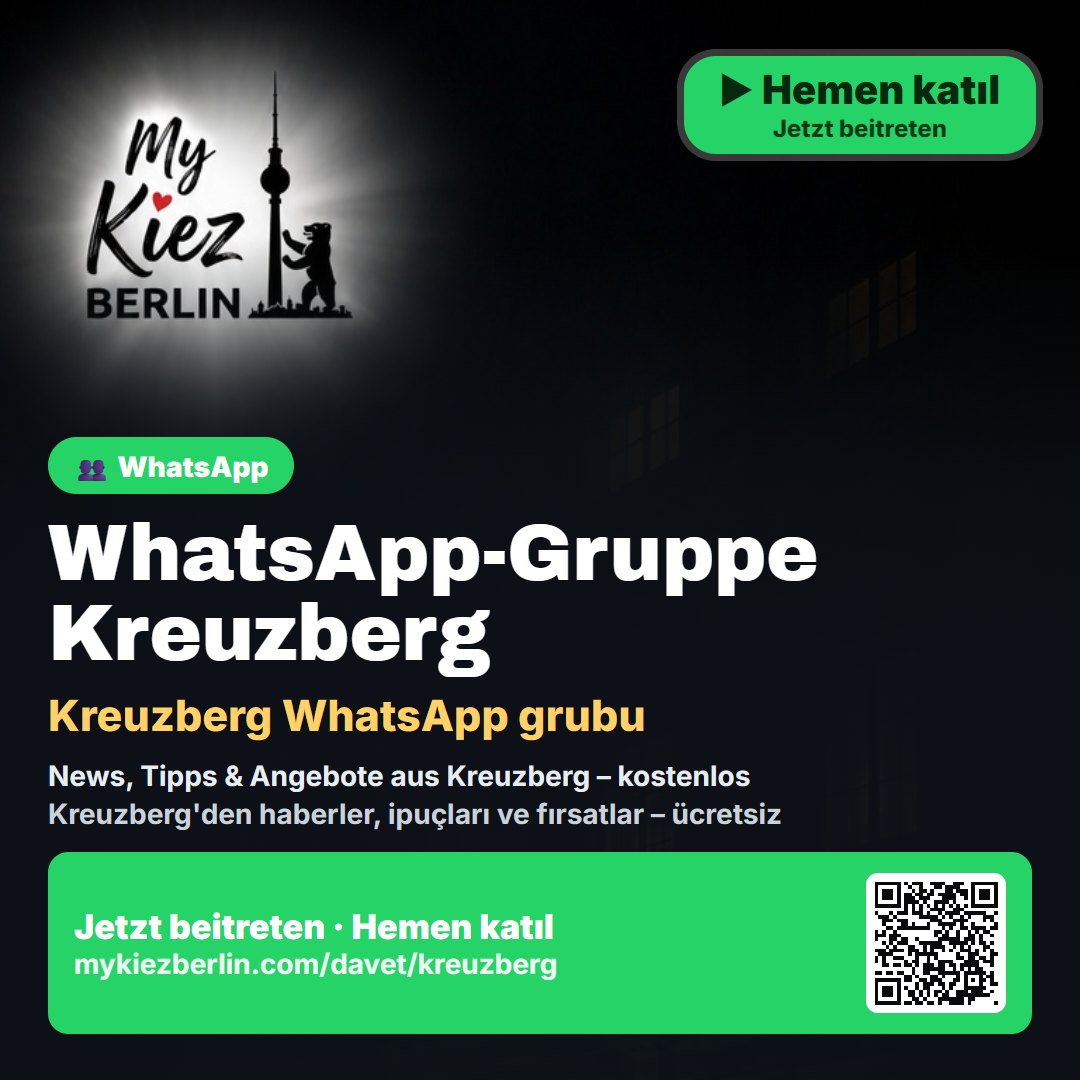 My
Kiez
BERLIN
▶ Hemen katıl
Jetzt beitreten
WhatsApp
WhatsApp-Gruppe
Kreuzberg
Kreuzberg WhatsApp grubu
News, Tipps & Angebote aus Kreuzberg – kostenlos
Kreuzberg'den haberler, ipuçları ve fırsatlar – ücretsiz
Jetzt beitreten · Hemen katıl
mykiezberlin.com/davet/kreuzberg